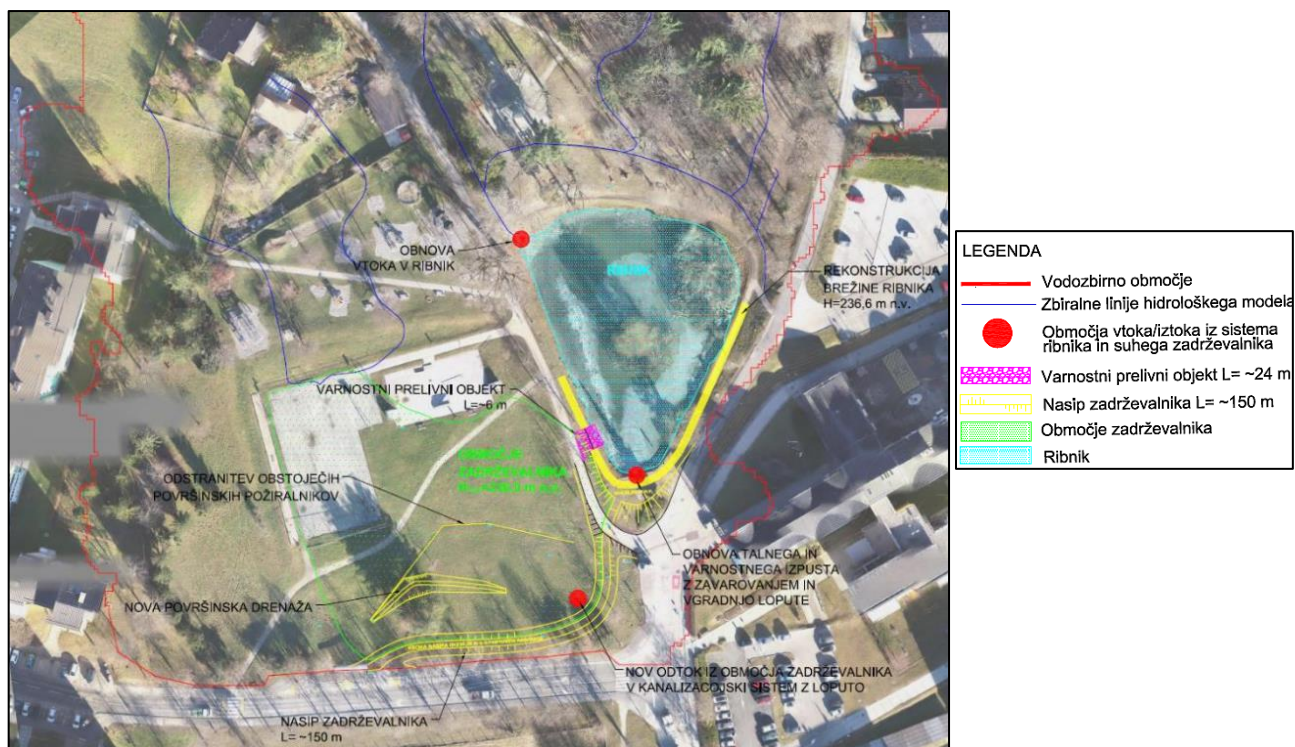 OBNOVA
VTOKA V RIBNIK
RIBNIK
REKONSTRUKCIJA
BREŽINE RIBNIKA
H=236,6 m n.v.
VARNOSTNI PRELIVNI OBJEKT
L=~6 m
OBMOČJE
ZADRŽEVALNIKA
ODSTRANITEV OBSTOJEČIH
POVRŠINSKIH POŽIRALNIKOV
NOVA POVRŠINSKA DRENAŽA
OBNOVA TALNEGA IN
VARNOSTNEGA IZPUSTA
Z ZAVAROVANJEM IN
VGRADNJO LOPUTE
NOV ODTOK IZ OBMOČJA ZADRŽEVALNIKA
V KANALIZACOJSKI SISTEM Z LOPUTO
NASIP ZADRŽEVALNIKA
L= ~150 m
LEGENDA
Vodozbirno območje
Zbiralne linije hidrološkega modela
Območja vtoka/iztoka iz sistema
ribnika in suhega zadrževalnika
Varnostni prelivni objekt L= ~24 m
Nasip zadrževalnika L= ~150 m
Območje zadrževalnika
Ribnik